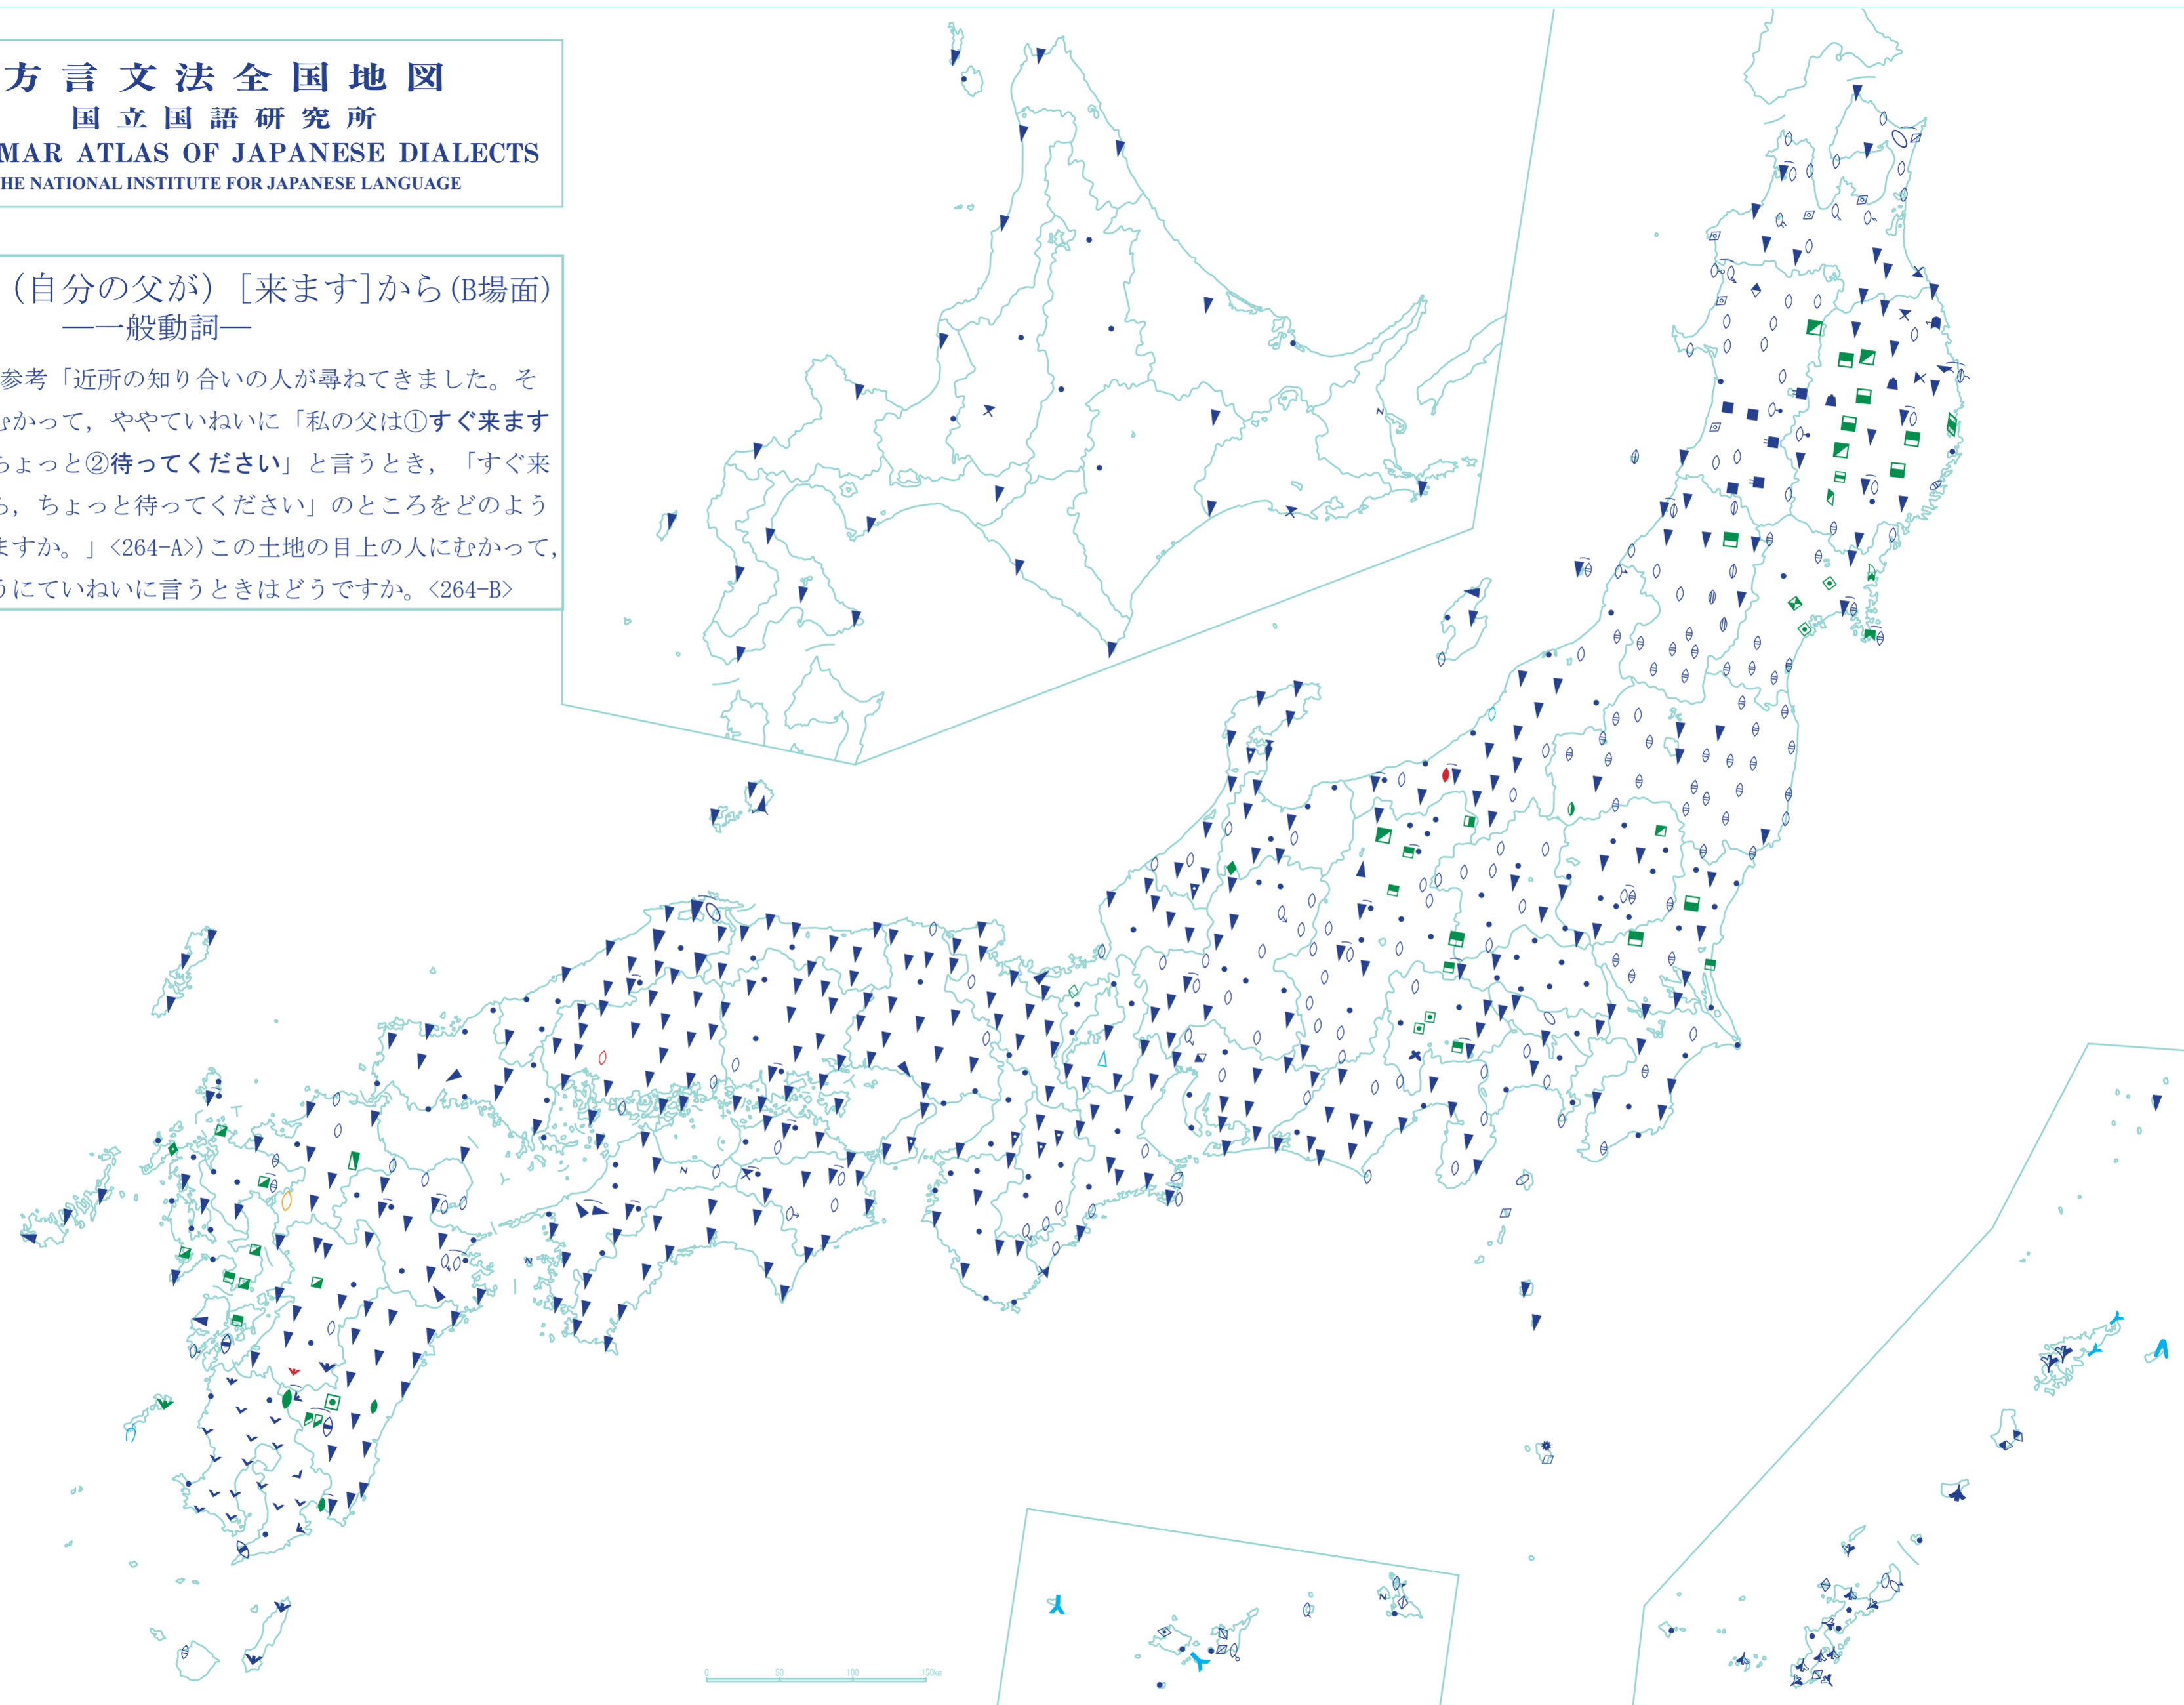 方言文法全国地図
国立国語研究所
MAR ATLAS OF JAPANESE DIALECTS
HE NATIONAL INSTITUTE FOR JAPANESE LANGUAGE
(自分の父が)[来ます]から(B場面)
―一般動詞―
参考「近所の知り合いの人が尋ねてきました。そ
むかって,ややていねいに「私の父は①すぐ来ます
ちょっと②待ってください」と言うとき,「すぐ来
ら,ちょっと待ってください」のところをどのよう
ますか。」<264-A>)この土地の目上の人にむかって,
うにていねいに言うときはどうですか。<264-B>
0 50 100 150km